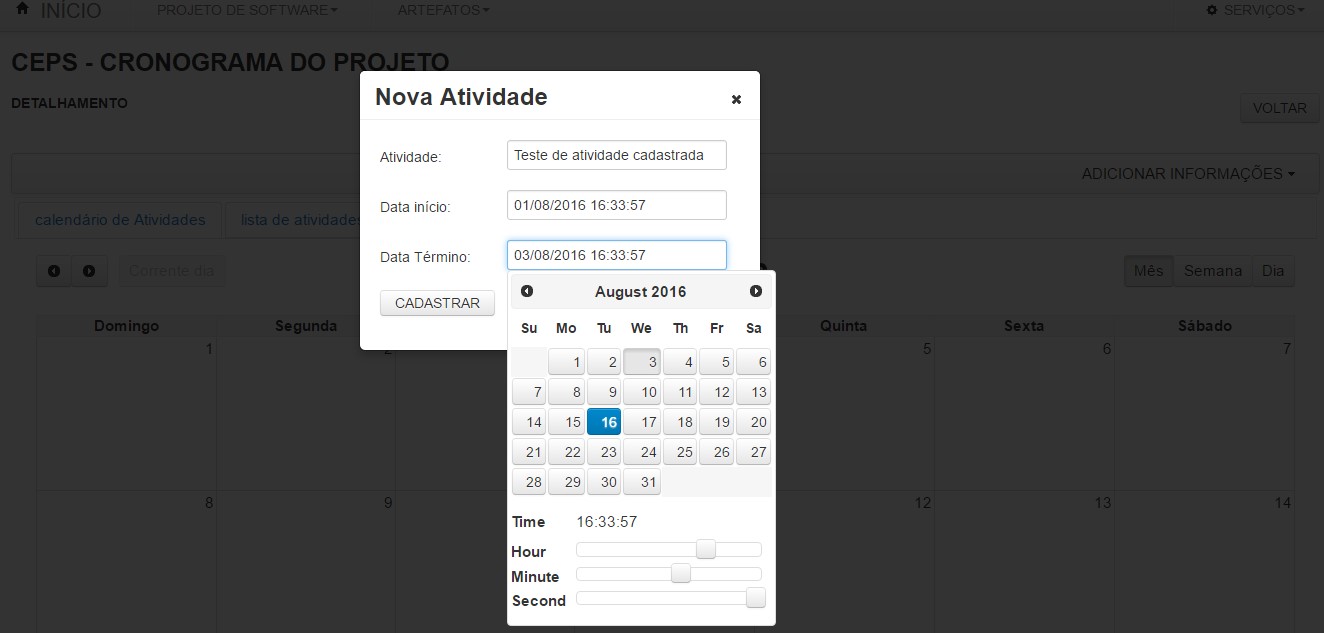 INÍCIO PROJETO DE SOFTWARE ARTEFATOS SERVIÇOS
CEPS - CRONOGRAMA DO PROJETO
DETALHAMENTO
VOLTAR
ADICIONAR INFORMAÇÕES
calendário de Atividades lista de atividades
Corrente dia
Mês Semana Dia
Domingo Segunda Quinta Sexta Sábado
1 2 5 6 7
8 9 12 13 14
Nova Atividade
Atividade: Teste de atividade cadastrada
Data início: 01/08/2016 16:33:57
Data Término: 03/08/2016 16:33:57
CADASTRAR
August 2016
Su Mo Tu We Th Fr Sa
1 2 3 4 5 6
7 8 9 10 11 12 13
14 15 16 17 18 19 20
21 22 23 24 25 26 27
28 29 30 31
Time 16:33:57
Hour
Minute
Second